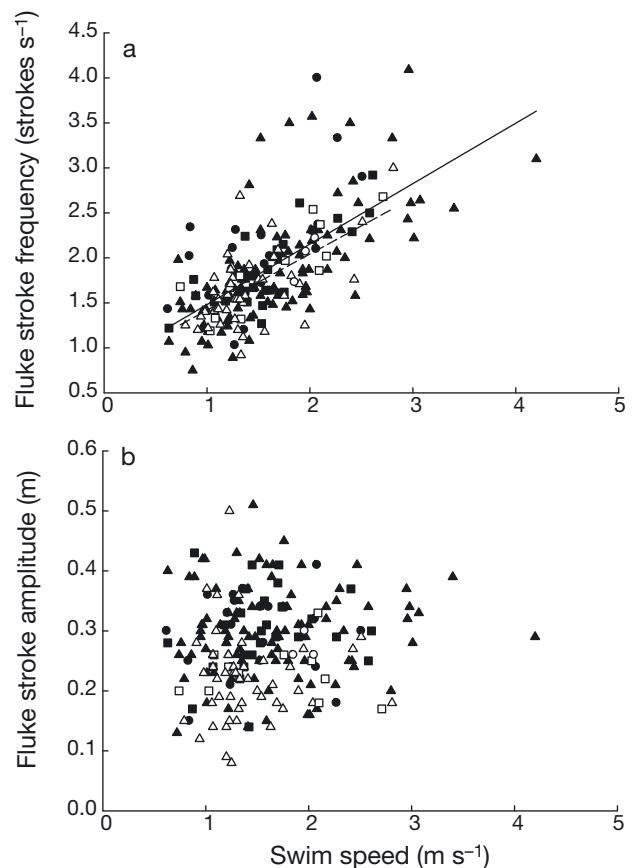 a
Fluke stroke frequency (strokes s⁻¹)
4.5
4.0
3.5
3.0
2.5
2.0
1.5
1.0
0.5
0 1 2 3 4 5
b
Fluke stroke amplitude (m)
0.6
0.5
0.4
0.3
0.2
0.1
0.0
0 1 2 3 4 5
Swim speed (m s⁻¹)